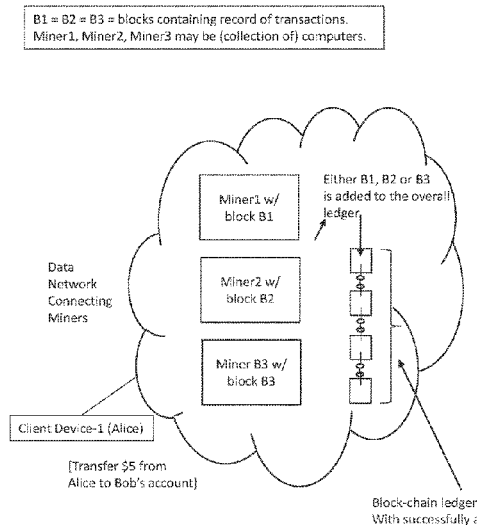 B1 = B2 = B3 = blocks containing record of transactions.
Miner1, Miner2, Miner3 may be (collection of) computers.
Either B1, B2 or B3
is added to the overall
ledger
Miner1 w/
block B1
Data
Network
Connecting
Miners
Miner2 w/
block B2
Miner B3 w/
block B3
Client Device-1 (Alice)
{Transfer $5 from
Alice to Bob's account}
Block-chain ledger
With successfully a